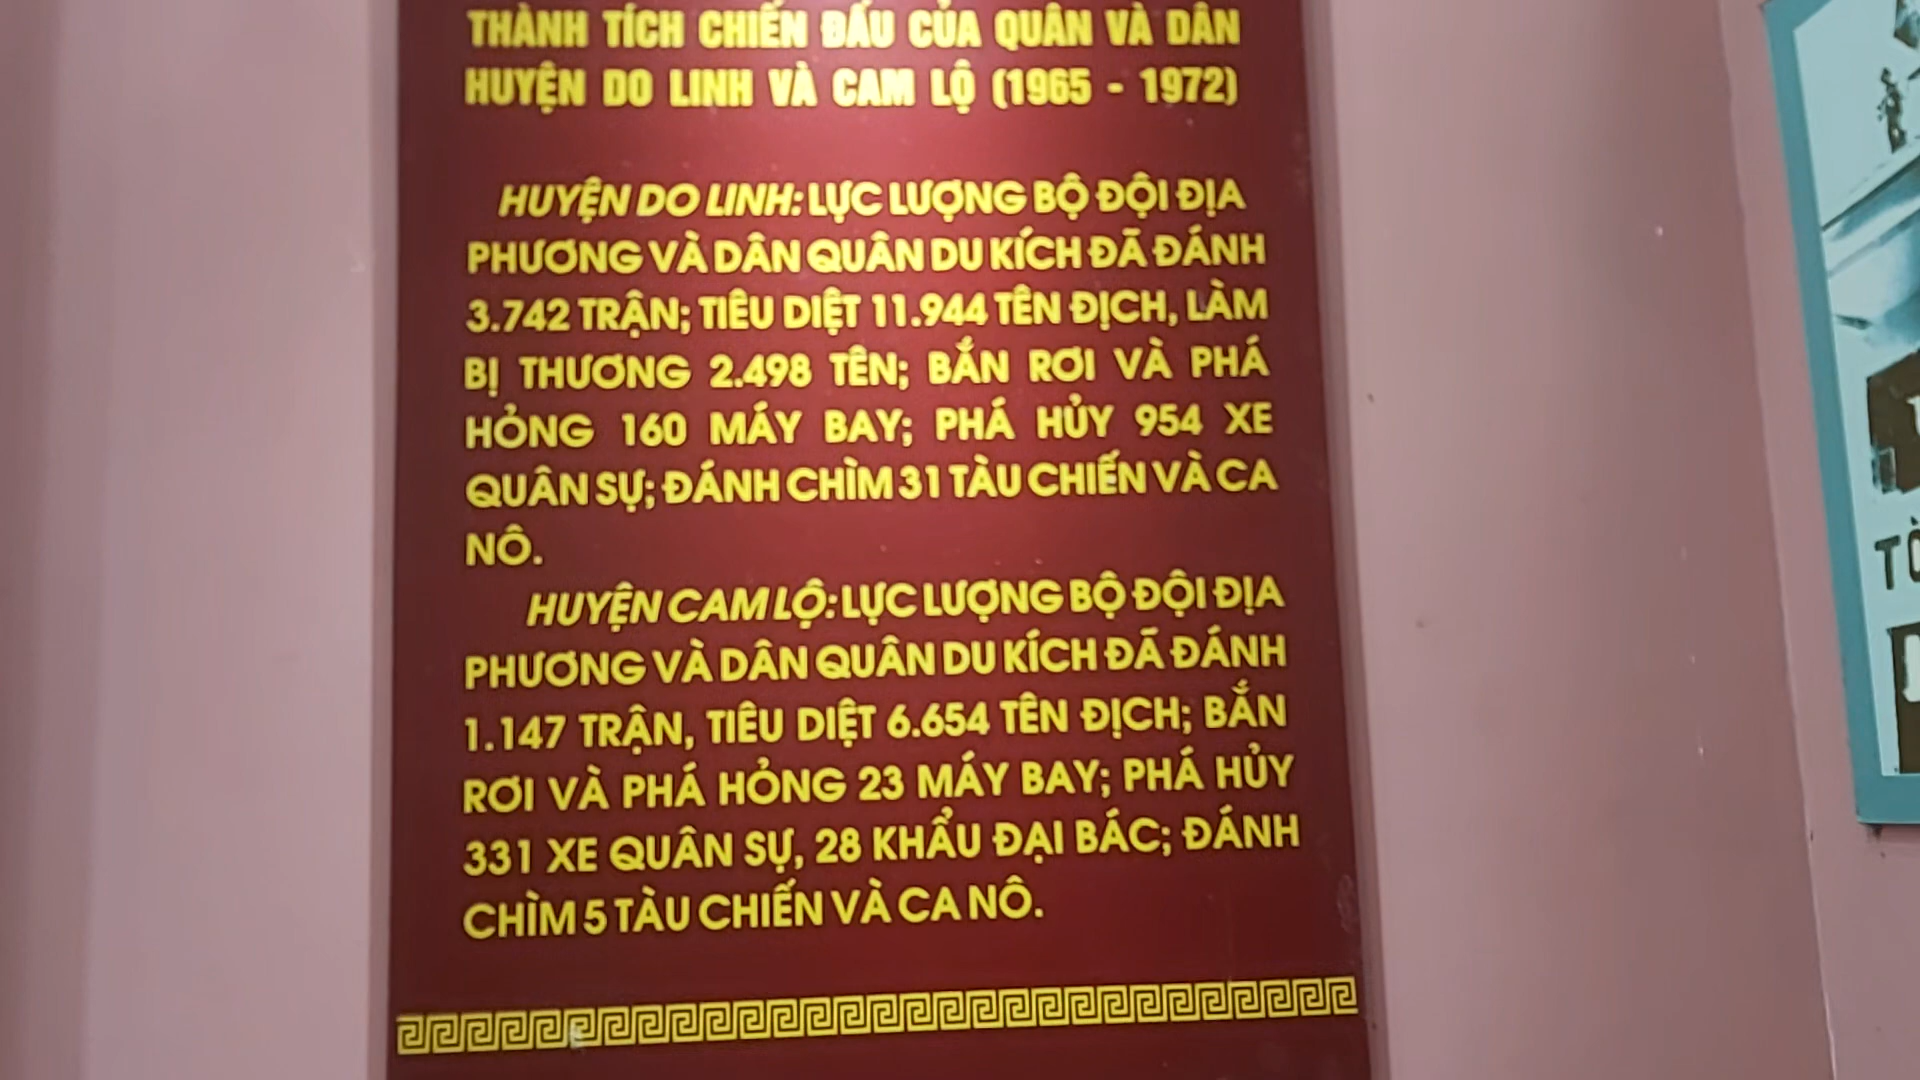 THÀNH TÍCH CHIẾN ĐẤU CỦA QUÂN VÀ DÂN
HUYỆN DO LINH VÀ CAM LỘ (1965 - 1972)
HUYỆN DO LINH: LỰC LƯỢNG BỘ ĐỘI ĐỊA
PHƯƠNG VÀ DÂN QUÂN DU KÍCH ĐÃ ĐÁNH
3.742 TRẬN; TIÊU DIỆT 11.944 TÊN ĐỊCH, LÀM
BỊ THƯƠNG 2.498 TÊN; BẮN RƠI VÀ PHÁ
HỎNG 160 MÁY BAY; PHÁ HỦY 954 XE
QUÂN SỰ; ĐÁNH CHÌM 31 TÀU CHIẾN VÀ CA
NÔ.
HUYỆN CAM LỘ: LỰC LƯỢNG BỘ ĐỘI ĐỊA
PHƯƠNG VÀ DÂN QUÂN DU KÍCH ĐÃ ĐÁNH
1.147 TRẬN, TIÊU DIỆT 6.654 TÊN ĐỊCH; BẮN
RƠI VÀ PHÁ HỎNG 23 MÁY BAY; PHÁ HỦY
331 XE QUÂN SỰ, 28 KHẨU ĐẠI BÁC; ĐÁNH
CHÌM 5 TÀU CHIẾN VÀ CA NÔ.